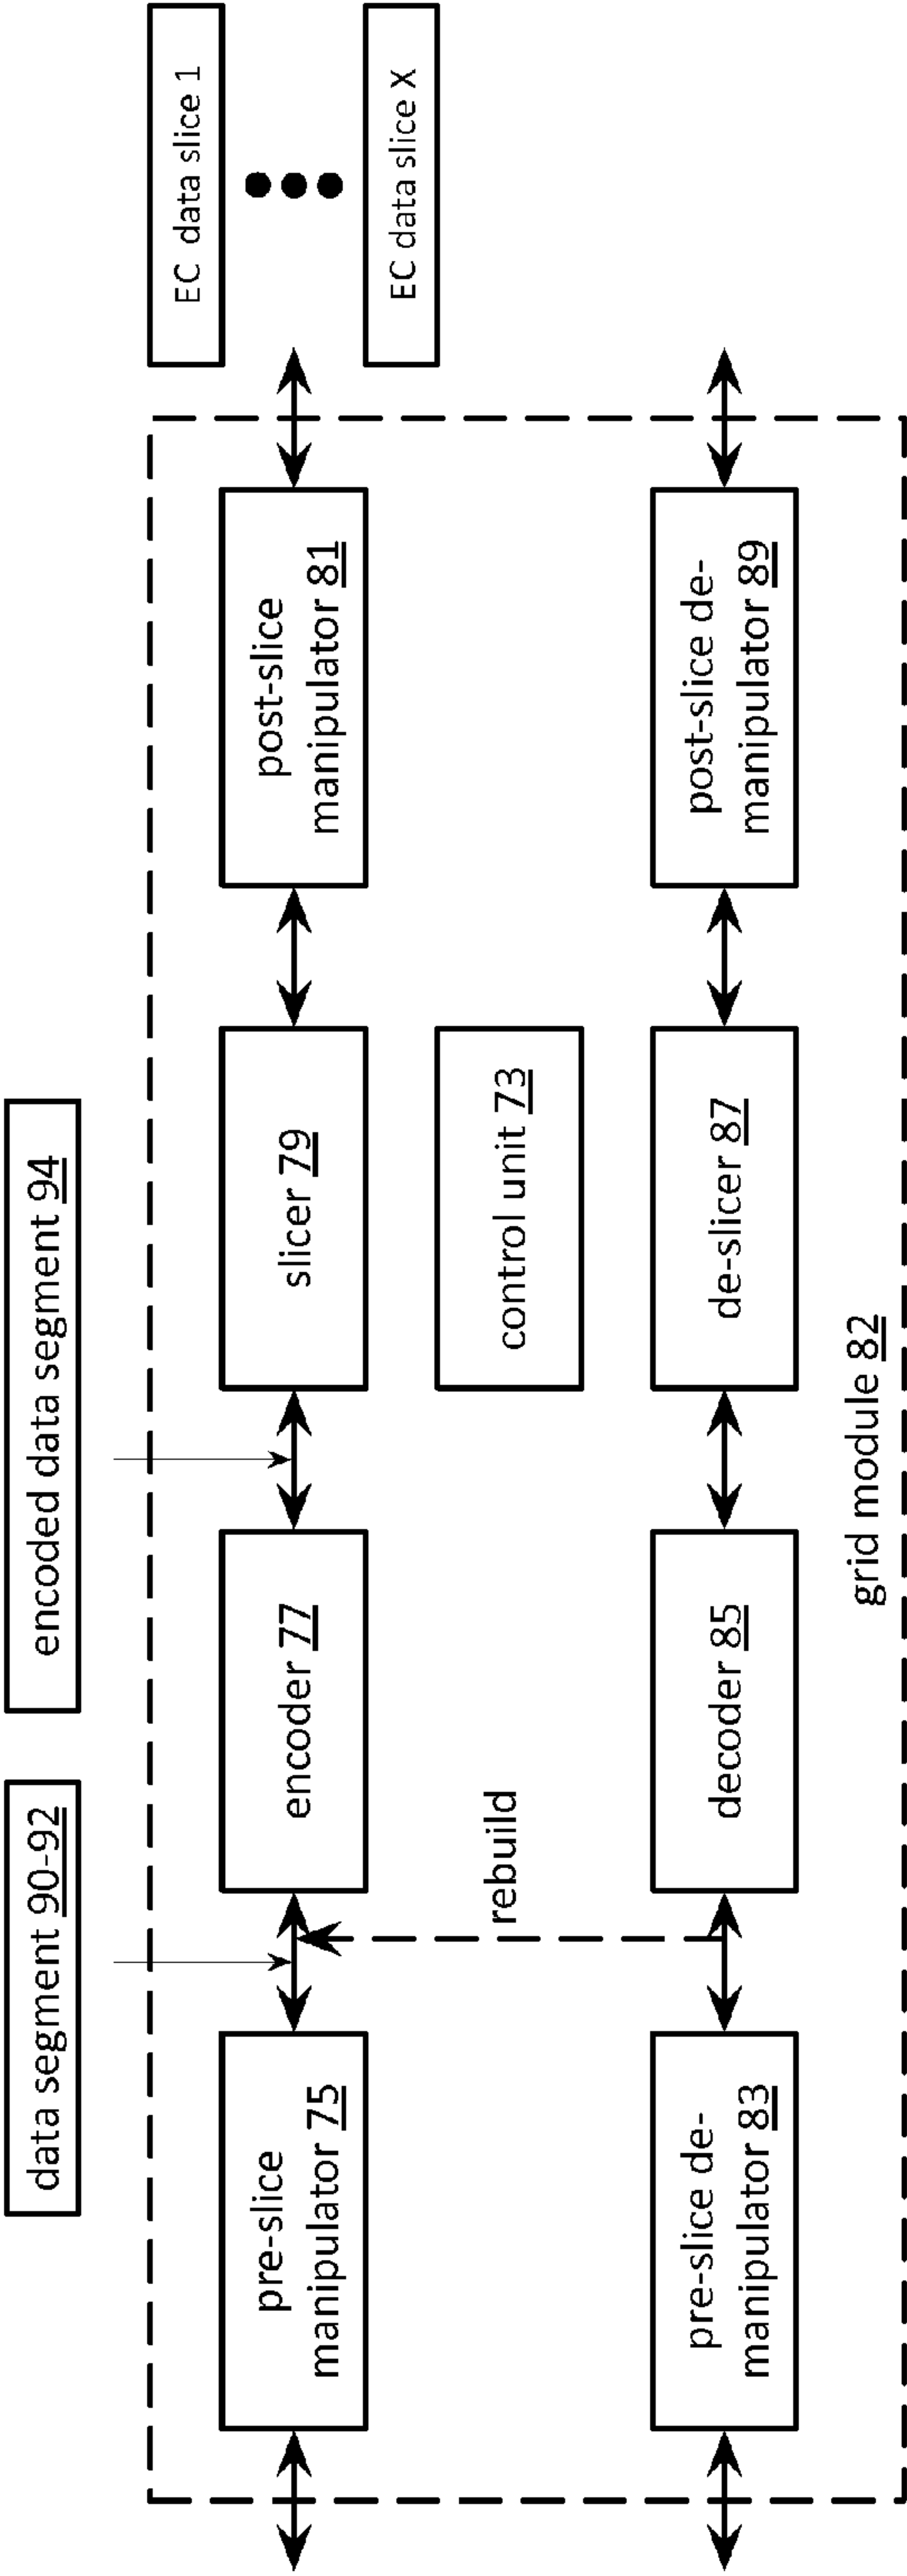 data segment 90-92
encoded data segment 94
pre-slice
manipulator 75
encoder 77
slicer 79
post-slice
manipulator 81
EC  data slice 1
EC data slice X
rebuild
control unit 73
pre-slice de-
manipulator 83
decoder 85
de-slicer 87
post-slice de-
manipulator 89
grid module 82